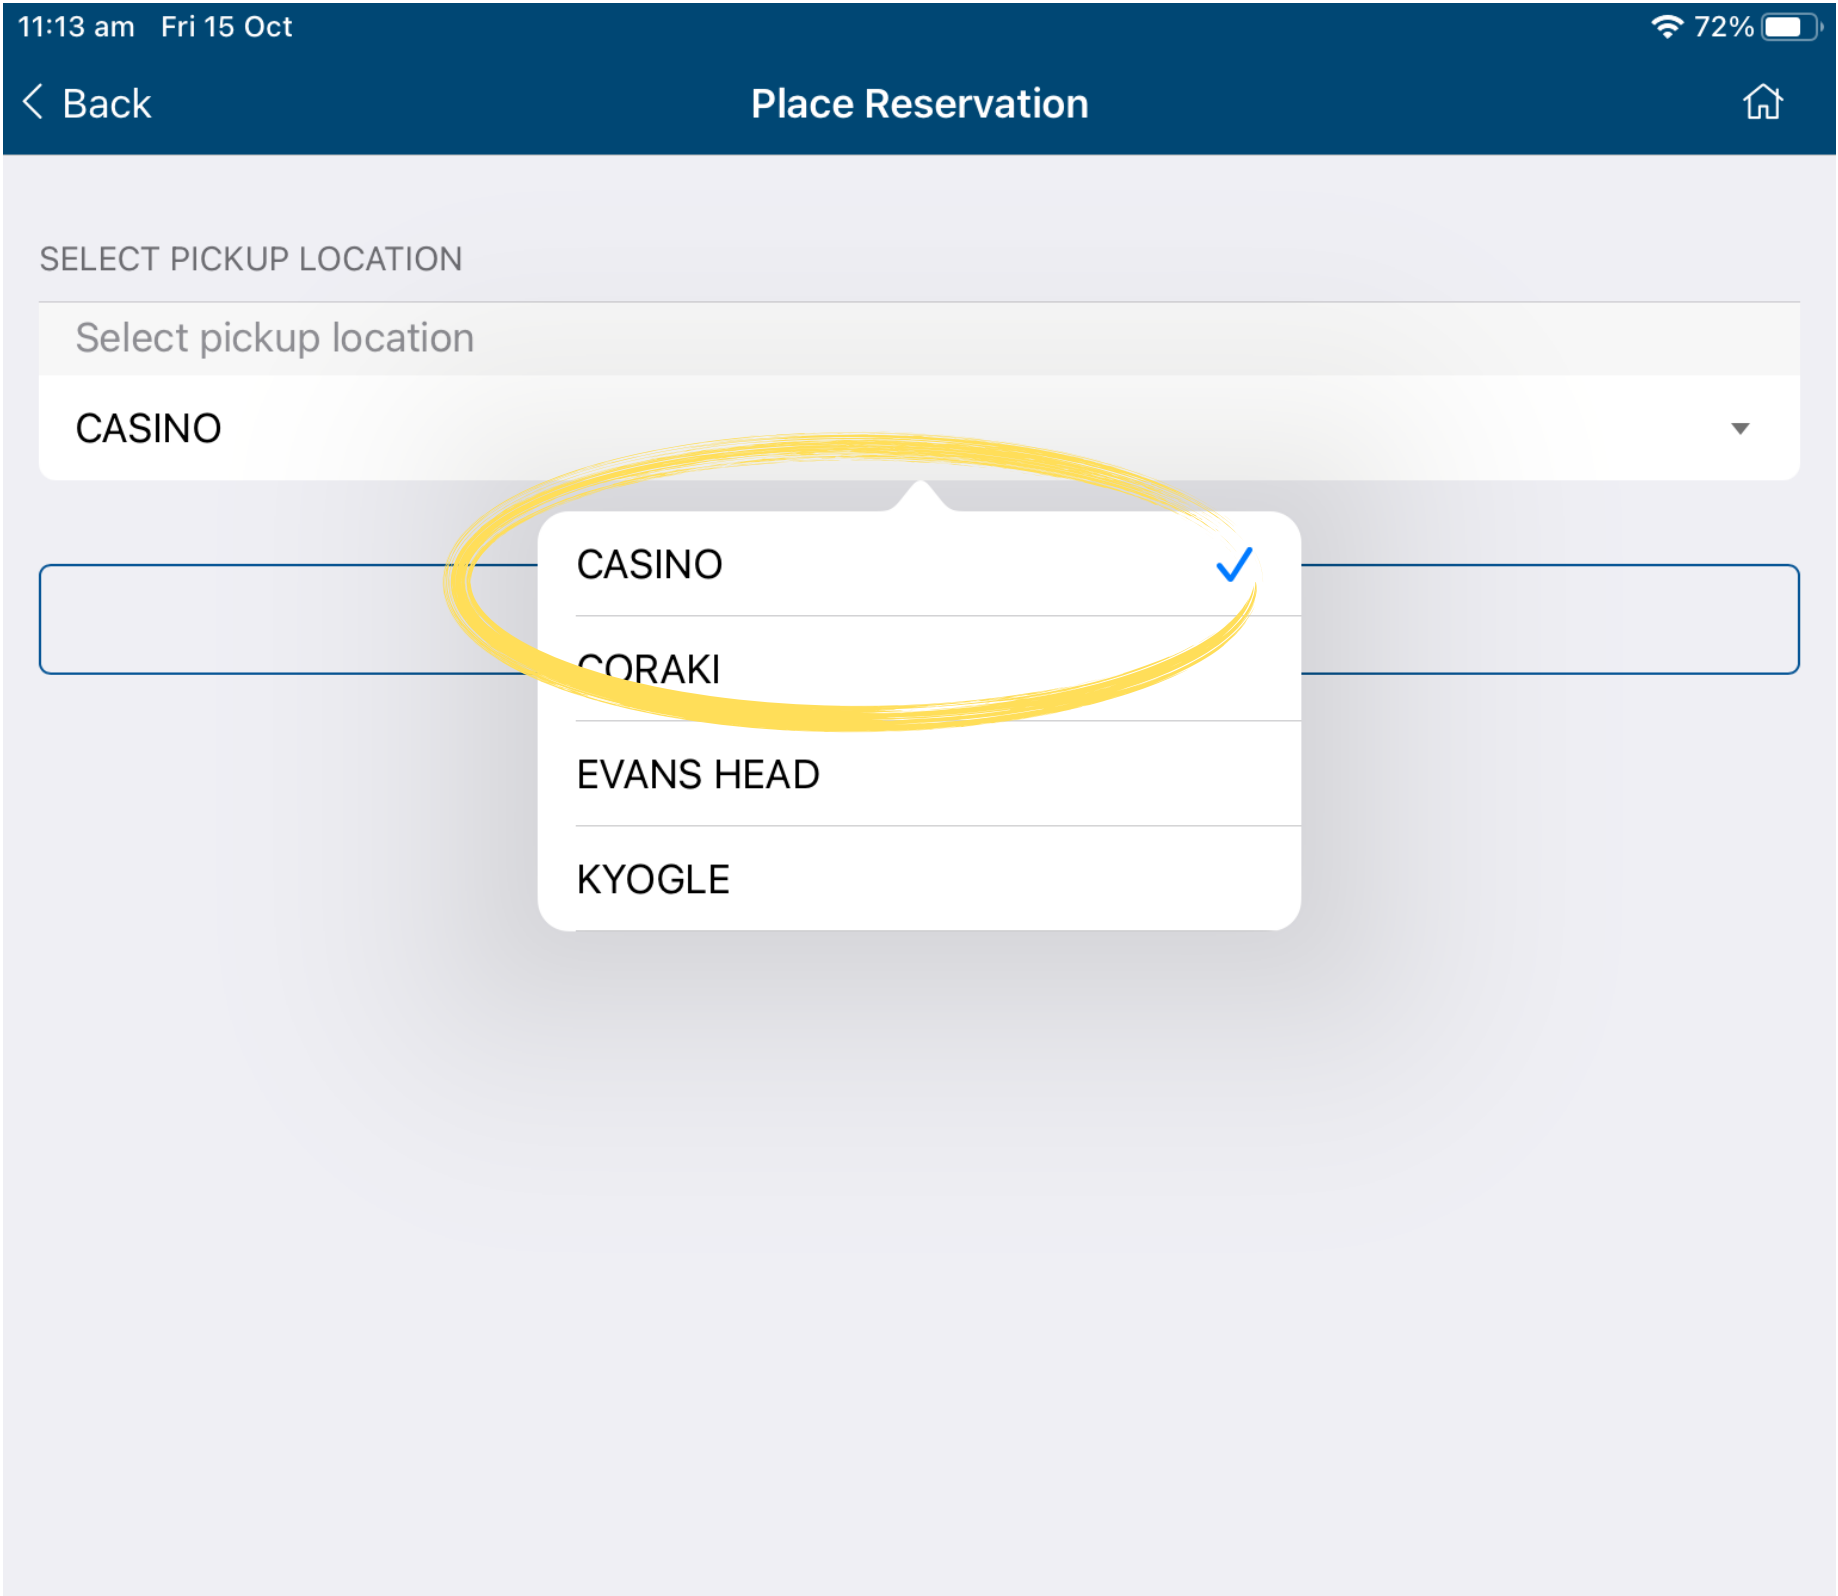 11:13 am Fri 15 Oct 72%
Back Place Reservation
SELECT PICKUP LOCATION
Select pickup location
CASINO
CASINO
CORAKI
EVANS HEAD
KYOGLE